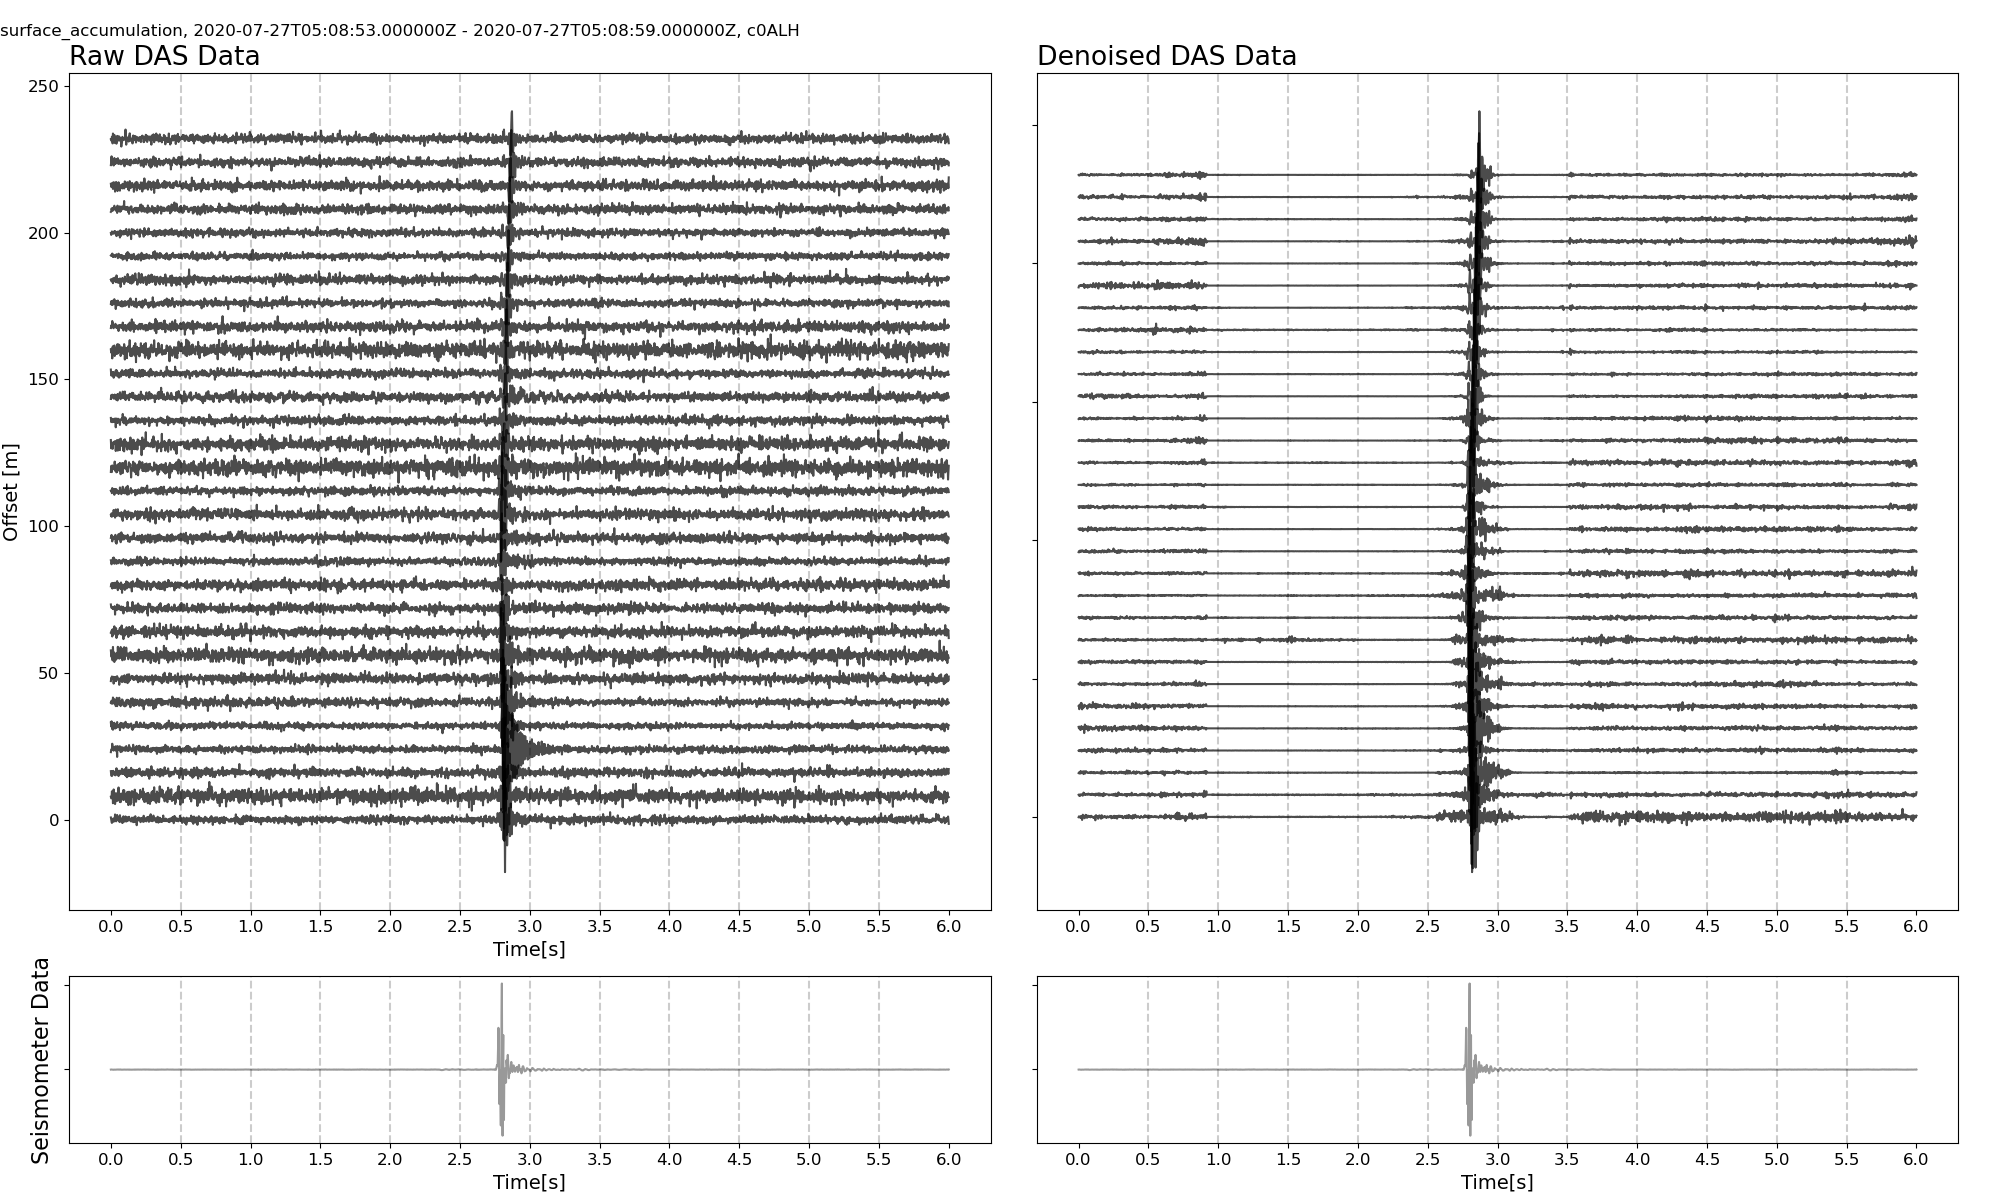 surface_accumulation, 2020-07-27T05:08:53.000000Z - 2020-07-27T05:08:59.000000Z, c0ALH
Raw DAS Data
Denoised DAS Data
Offset [m]
250
200
150
100
50
0
0.0 0.5 1.0 1.5 2.0 2.5 3.0 3.5 4.0 4.5 5.0 5.5 6.0
Time[s]
0.0 0.5 1.0 1.5 2.0 2.5 3.0 3.5 4.0 4.5 5.0 5.5 6.0
Seismometer Data
0.0 0.5 1.0 1.5 2.0 2.5 3.0 3.5 4.0 4.5 5.0 5.5 6.0
Time[s]
0.0 0.5 1.0 1.5 2.0 2.5 3.0 3.5 4.0 4.5 5.0 5.5 6.0
Time[s]